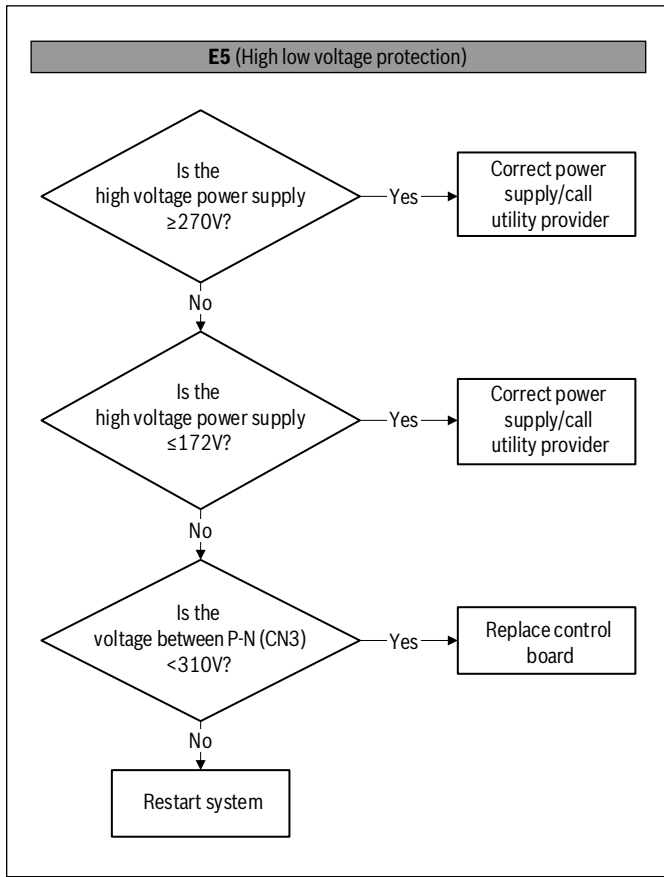 E5 (High low voltage protection)
Is the
high voltage power supply
≥270V?
Yes
Correct power
supply/call
utility provider
No
Is the
high voltage power supply
≤172V?
Yes
Correct power
supply/call
utility provider
No
Is the
voltage between P-N (CN3)
<310V?
Yes
Replace control
board
No
Restart system